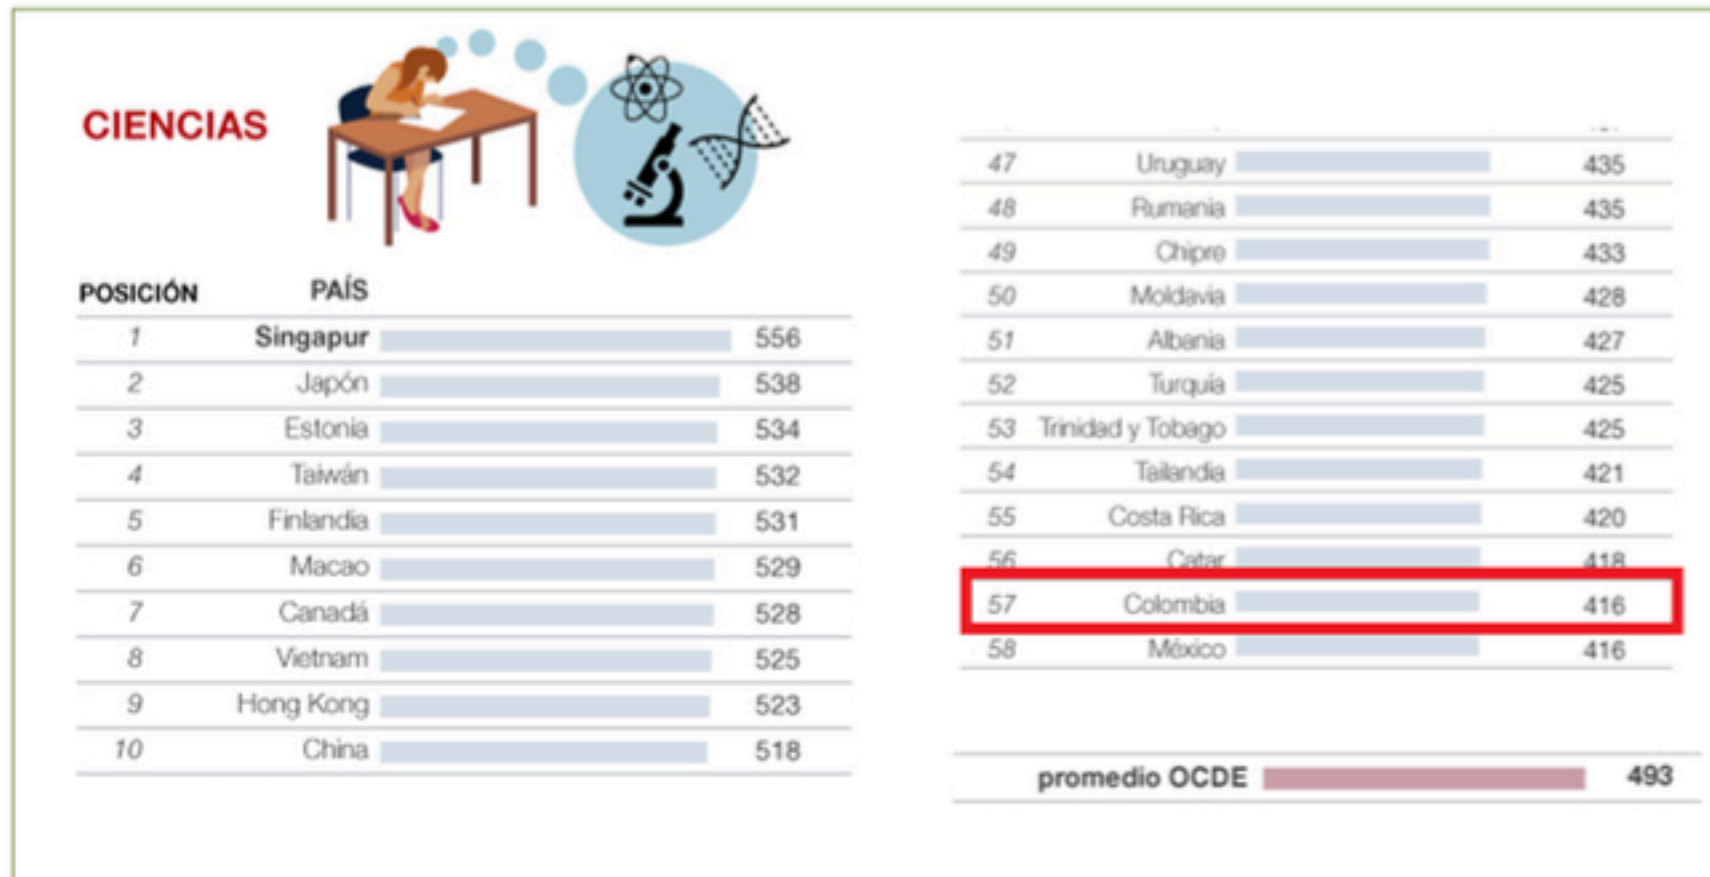 CIENCIAS
POSICIÓN PAÍS
1 Singapur 556
2 Japón 538
3 Estonia 534
4 Taiwán 532
5 Finlandia 531
6 Macao 529
7 Canadá 528
8 Vietnam 525
9 Hong Kong 523
10 China 518
47 Uruguay 435
48 Rumania 435
49 Chipre 433
50 Moldavia 428
51 Albania 427
52 Turquía 425
53 Trinidad y Tobago 425
54 Tailandia 421
55 Costa Rica 420
56 Catar 418
57 Colombia 416
58 México 416
promedio OCDE 493